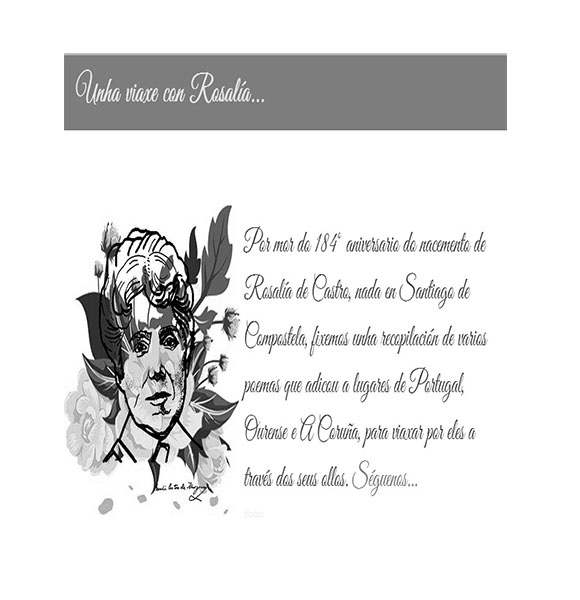 Unha viaxe con Rosalía...
Por mor do 184º aniversario do nacemento de
Rosalía de Castro, nada en Santiago de
Compostela, fixemos unha recopilación de varios
poemas que adicou a lugares de Portugal,
Ourense e A Coruña, para viaxar por eles a
través dos seus ollos. Séguenos...